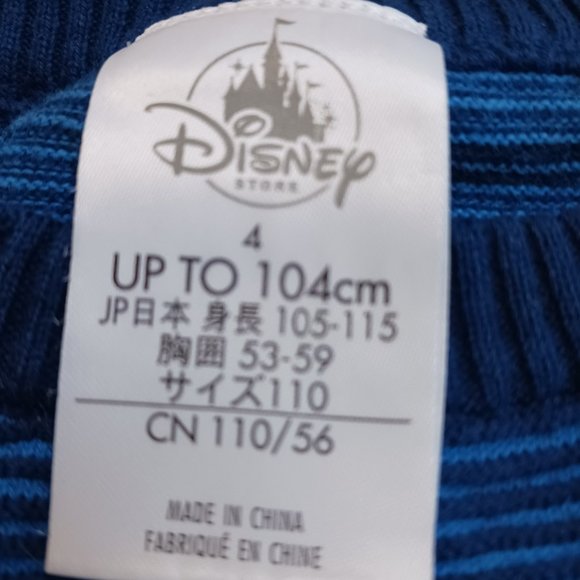 Disney
STORE
4
UP TO 104cm
JP日本 身長 105-115
胸囲 53-59
サイズ110
CN 110/56
MADE IN CHINA
FABRIQUÉ EN CHINE